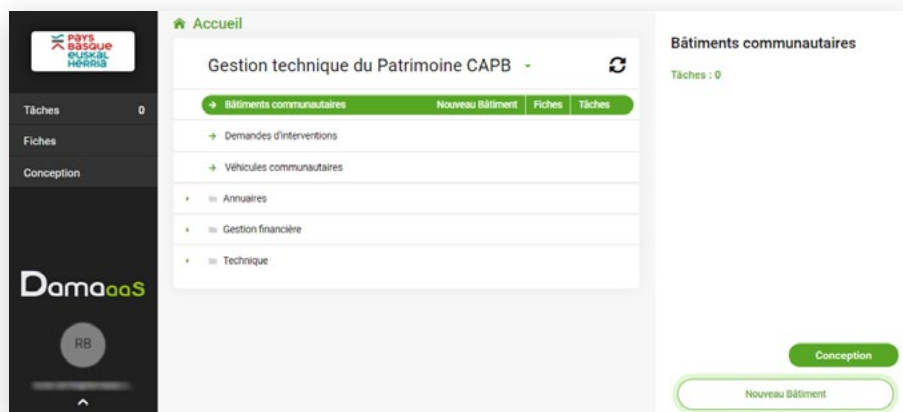 PAYS
BASQUE
EUSKAL
HERRIA
Tâches 0
Fiches
Conception
Damaaas
RB
Accueil
Gestion technique du Patrimoine CAPB
Bâtiments communautaires Nouveau Bâtiment Fiches Tâches
Demandes d'interventions
Véhicules communautaires
Annuaires
Gestion financière
Technique
Bâtiments communautaires
Tâches : 0
Conception
Nouveau Bâtiment